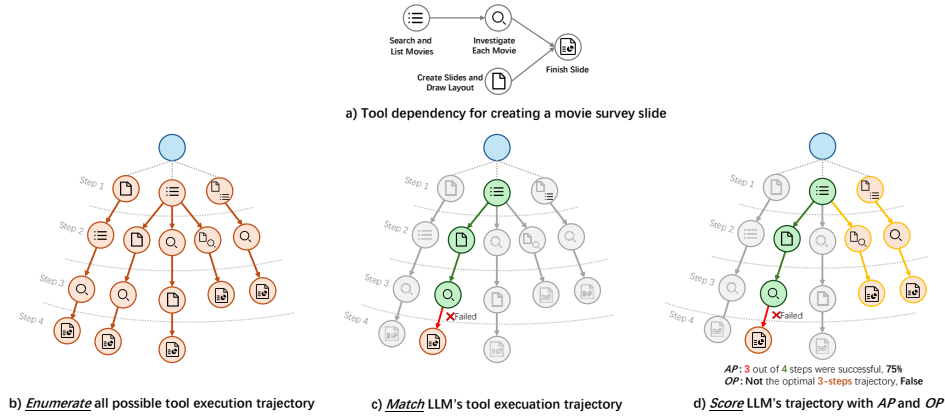 Search and
List Movies
Investigate
Each Movie
Finish Slide
Create Slides and
Draw Layout
a) Tool dependency for creating a movie survey slide
Step 1
Step 2
Step 3
Step 4
b) Enumerate all possible tool execution trajectory
Step 1
Step 2
Step 3
Step 4
Failed
c) Match LLM's tool execuation trajectory
Step 1
Step 2
Step 3
Step 4
Failed
AP : 3 out of 4 steps were successful, 75%
OP : Not the optimal 3-steps trajectory, False
d) Score LLM's trajectory with AP and OP